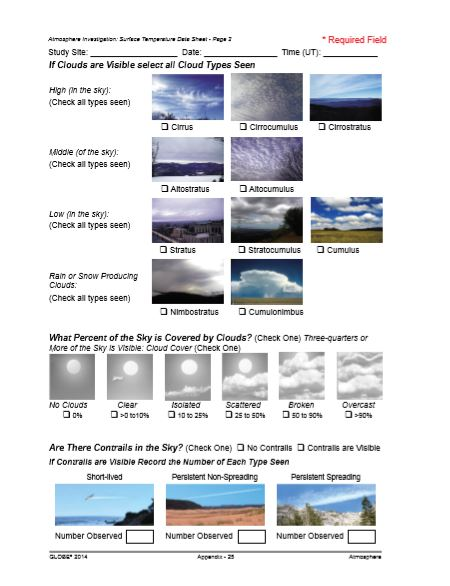 Atmosphere Investigation: Surface Temperature Data Sheet - Page 2
* Required Field
Study Site: ____________________ Date: ________________ Time (UT): ____________
If Clouds are Visible select all Cloud Types Seen
High (in the sky):
(Check all types seen)
☐ Cirrus ☐ Cirrocumulus ☐ Cirrostratus
Middle (of the sky):
(Check all types seen)
☐ Altostratus ☐ Altocumulus
Low (in the sky):
(Check all types seen)
☐ Stratus ☐ Stratocumulus ☐ Cumulus
Rain or Snow Producing
Clouds:
(Check all types seen)
☐ Nimbostratus ☐ Cumulonimbus
What Percent of the Sky is Covered by Clouds? (Check One) Three-quarters or
More of the Sky is Visible: Cloud Cover (Check One)
No Clouds Clear Isolated Scattered Broken Overcast
☐ 0% ☐ >0 to10% ☐ 10 to 25% ☐ 25 to 50% ☐ 50 to 90% ☐ >90%
Are There Contrails in the Sky? (Check One) ☐ No Contrails ☐ Contrails are Visible
If Contrails are Visible Record the Number of Each Type Seen
Short-lived Persistent Non-Spreading Persistent Spreading
Number Observed Number Observed Number Observed
GLOBE® 2014 Appendix - 25 Atmosphere